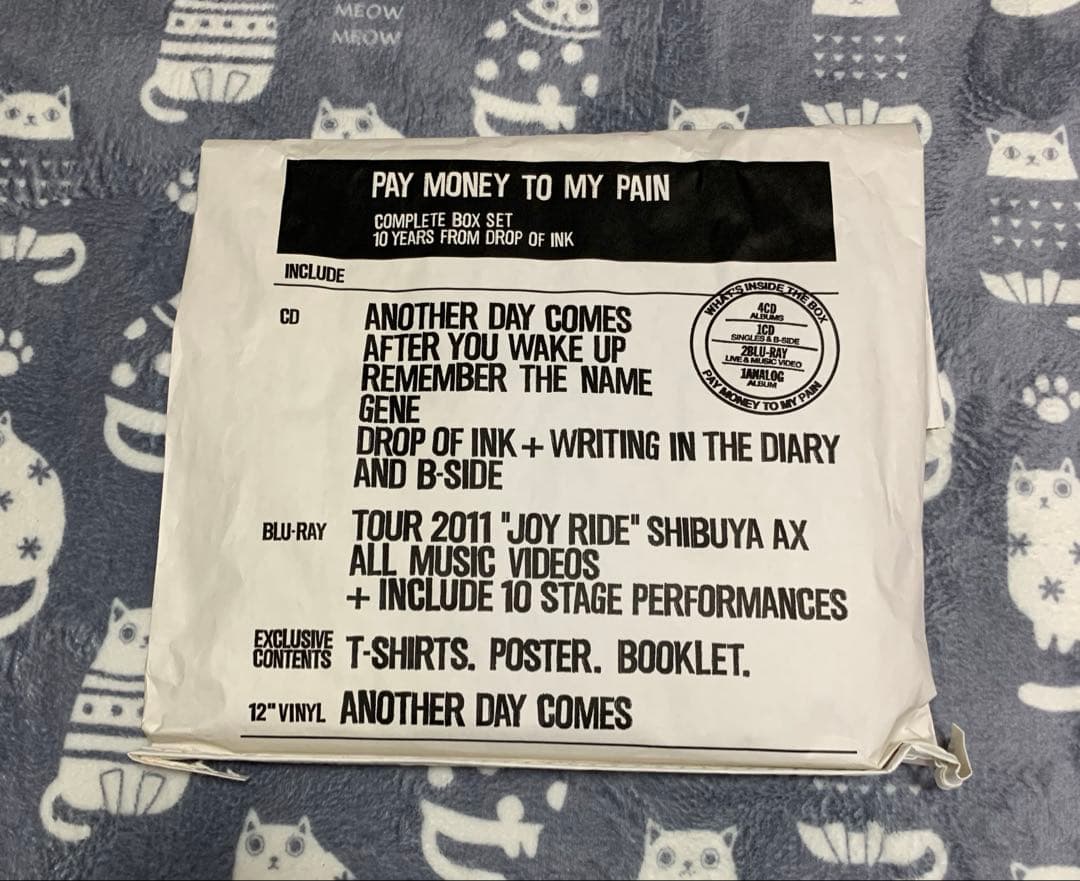 MEOW
MEOW
PAY MONEY TO MY PAIN
COMPLETE BOX SET
10 YEARS FROM DROP OF INK
INCLUDE
WHAT'S INSIDE THE BOX
4CD
ALBUMS
1CD
SINGLES & B-SIDE
2BLU-RAY
LIVE & MUSIC VIDEO
1ANALOG
ALBUM
PAY MONEY TO MY PAIN
CD ANOTHER DAY COMES
AFTER YOU WAKE UP
REMEMBER THE NAME
GENE
DROP OF INK + WRITING IN THE DIARY
AND B-SIDE
BLU-RAY TOUR 2011 "JOY RIDE" SHIBUYA AX
ALL MUSIC VIDEOS
+ INCLUDE 10 STAGE PERFORMANCES
EXCLUSIVE
CONTENTS T-SHIRTS. POSTER. BOOKLET.
12" VINYL ANOTHER DAY COMES